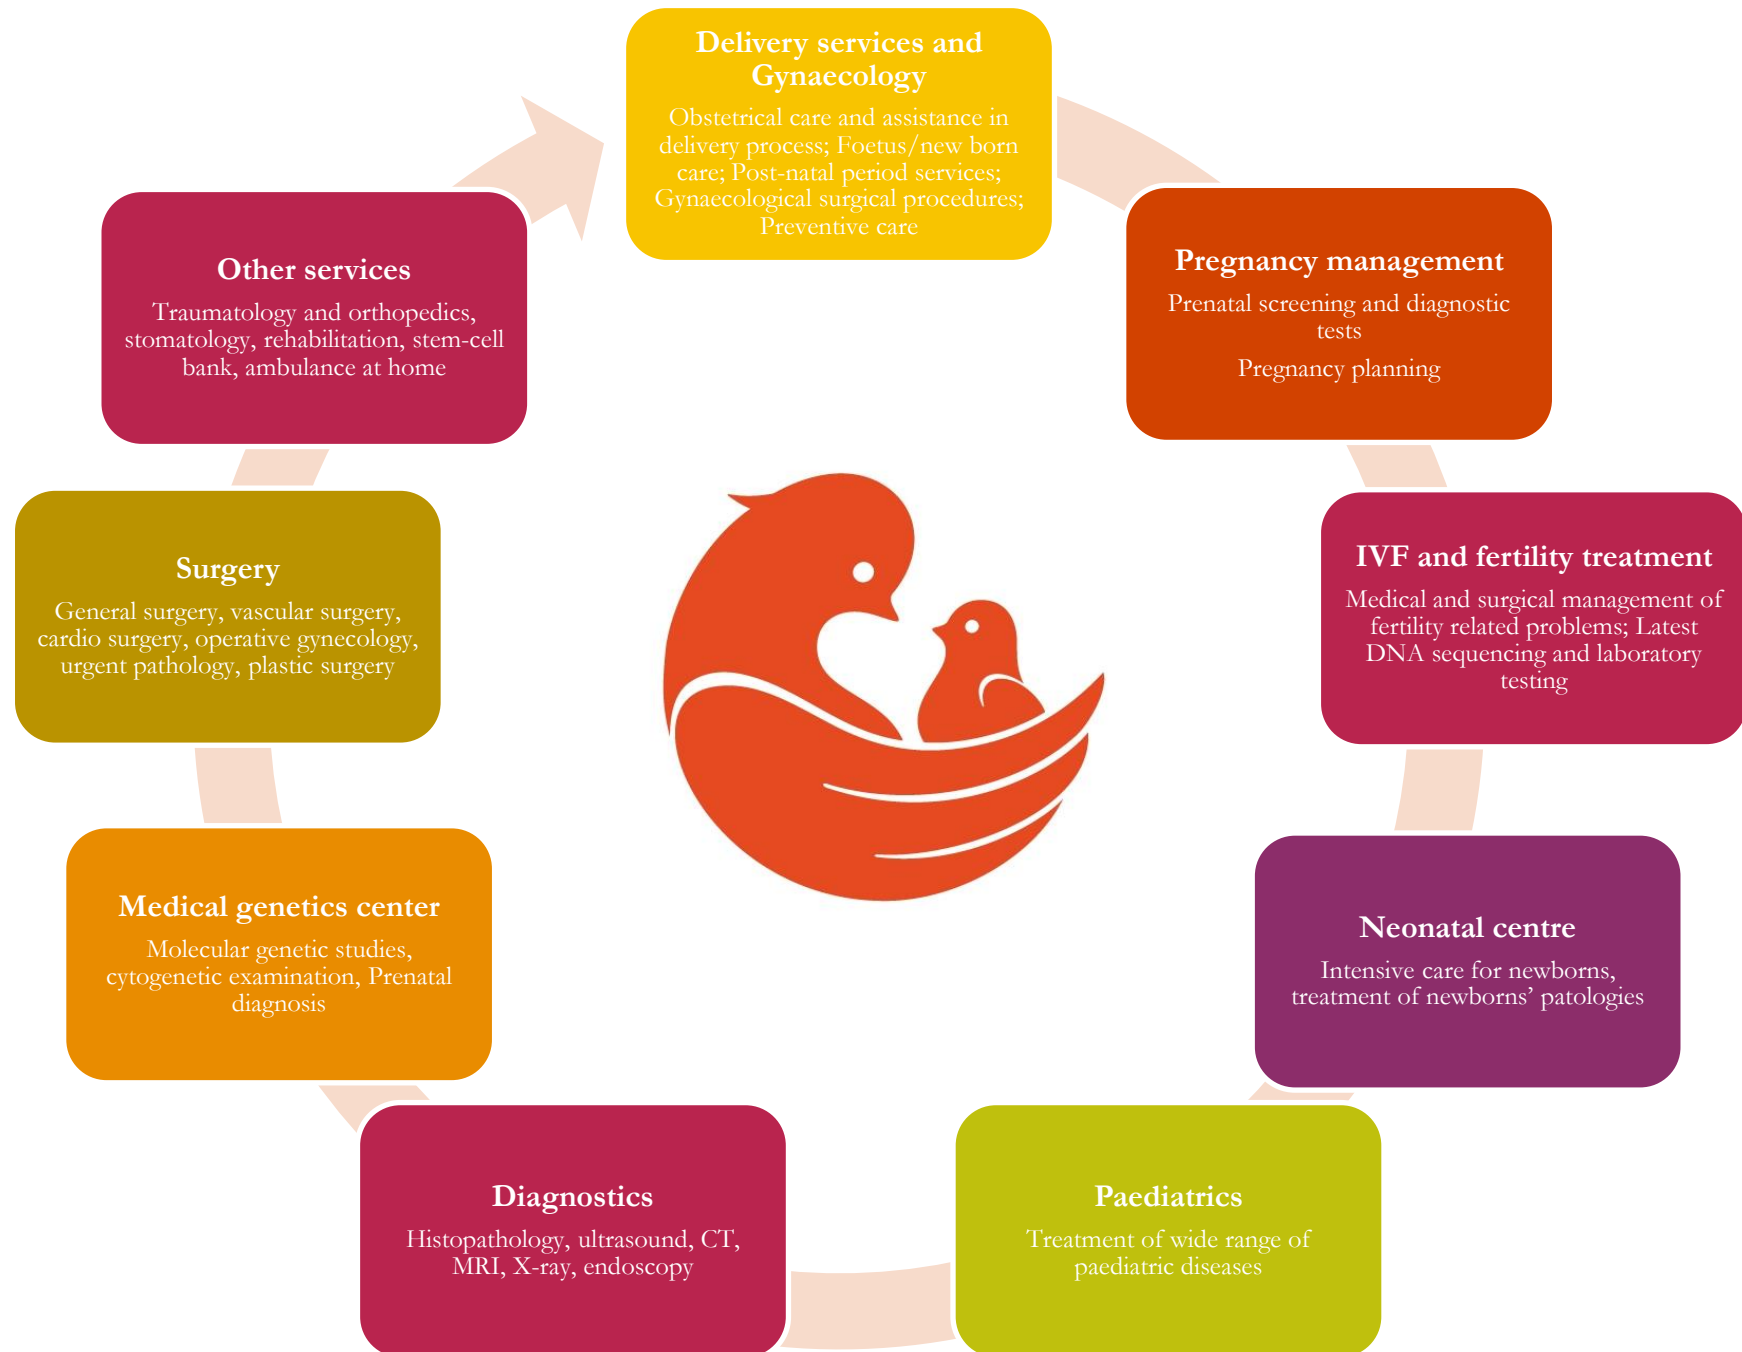 Delivery services and
Gynaecology
Obstetrical care and assistance in
delivery process; Foetus/new born
care; Post-natal period services;
Gynaecological surgical procedures;
Preventive care
Pregnancy management
Prenatal screening and diagnostic
tests
Pregnancy planning
IVF and fertility treatment
Medical and surgical management of
fertility related problems; Latest
DNA sequencing and laboratory
testing
Neonatal centre
Intensive care for newborns,
treatment of newborns’ patologies
Paediatrics
Treatment of wide range of
paediatric diseases
Diagnostics
Histopathology, ultrasound, CT,
MRI, X-ray, endoscopy
Medical genetics center
Molecular genetic studies,
cytogenetic examination, Prenatal
diagnosis
Surgery
General surgery, vascular surgery,
cardio surgery, operative gynecology,
urgent pathology, plastic surgery
Other services
Traumatology and orthopedics,
stomatology, rehabilitation, stem-cell
bank, ambulance at home